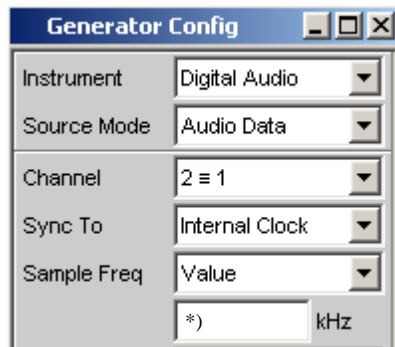 Generator Config
Instrument Digital Audio
Source Mode Audio Data
Channel 2 ≡ 1
Sync To Internal Clock
Sample Freq Value
*) kHz